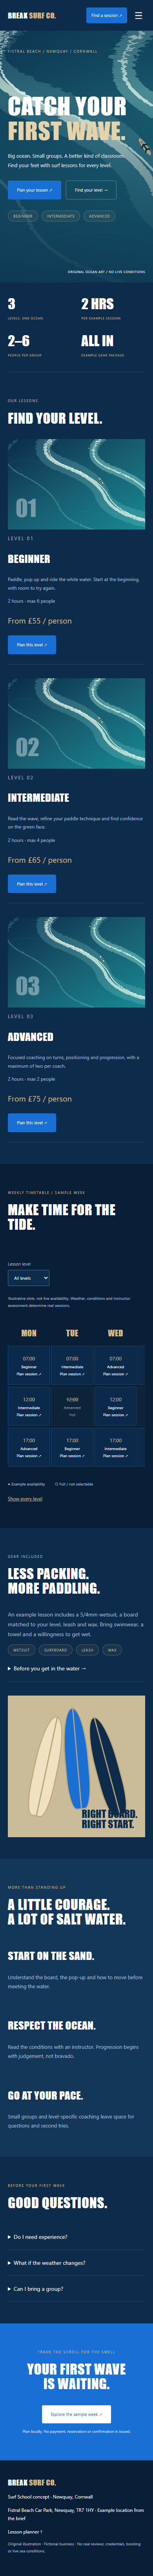 BREAK SURF CO.
Find a session ↗
FISTRAL BEACH / NEWQUAY / CORNWALL
CATCH YOUR
FIRST WAVE.
Big ocean. Small groups. A better kind of classroom.
Find your feet with surf lessons for every level.
Plan your lesson ↗
Find your level →
BEGINNER
INTERMEDIATE
ADVANCED
ORIGINAL OCEAN ART / NO LIVE CONDITIONS
3
2 HRS
LEVELS. ONE OCEAN.
PER EXAMPLE SESSION
2–6
ALL IN
PEOPLE PER GROUP
EXAMPLE GEAR PACKAGE
OUR LESSONS
FIND YOUR LEVEL.
01
LEVEL 01
BEGINNER
Paddle, pop up and ride the white water. Start at the beginning,
with room to try again.
2 hours · max 6 people
From £55 / person
Plan this level ↗
02
LEVEL 02
INTERMEDIATE
Read the wave, refine your paddle technique and find confidence
on the green face.
2 hours · max 4 people
From £65 / person
Plan this level ↗
03
LEVEL 03
ADVANCED
Focused coaching on turns, positioning and progression, with a
maximum of two per coach.
2 hours · max 2 people
From £75 / person
Plan this level ↗
WEEKLY TIMETABLE / SAMPLE WEEK
MAKE TIME FOR THE
TIDE.
Lesson level
All levels
Illustrative slots, not live availability. Weather, conditions and instructor
assessment determine real sessions.
MON
TUE
WED
07:00
07:00
07:00
Beginner
Intermediate
Advanced
Plan session ↗
Plan session ↗
Plan session ↗
12:00
12:00
12:00
Intermediate
Advanced
Beginner
Plan session ↗
Full
Plan session ↗
17:00
17:00
17:00
Advanced
Beginner
Intermediate
Plan session ↗
Plan session ↗
Plan session ↗
● Example availability
○ Full / not selectable
Show every level
GEAR INCLUDED
LESS PACKING.
MORE PADDLING.
An example lesson includes a 5/4mm wetsuit, a board
matched to your level, leash and wax. Bring swimwear, a
towel and a willingness to get wet.
WETSUIT
SURFBOARD
LEASH
WAX
Before you get in the water →
RIGHT BOARD.
RIGHT START.
MORE THAN STANDING UP
A LITTLE COURAGE.
A LOT OF SALT WATER.
START ON THE SAND.
Understand the board, the pop-up and how to move before
meeting the water.
RESPECT THE OCEAN.
Read the conditions with an instructor. Progression begins
with judgement, not bravado.
GO AT YOUR PACE.
Small groups and level-specific coaching leave space for
questions and second tries.
BEFORE YOUR FIRST WAVE
GOOD QUESTIONS.
Do I need experience?
What if the weather changes?
Can I bring a group?
TRADE THE SCROLL FOR THE SWELL
YOUR FIRST WAVE
IS WAITING.
Explore the sample week ↗
Plan locally. No payment, reservation or confirmation is issued.
BREAK SURF CO.
Surf School concept · Newquay, Cornwall
Fistral Beach Car Park, Newquay, TR7 1HY · Example location from
the brief
Lesson planner ↑
Original illustration · Fictional business · No real reviews, credentials, booking
or live sea conditions.